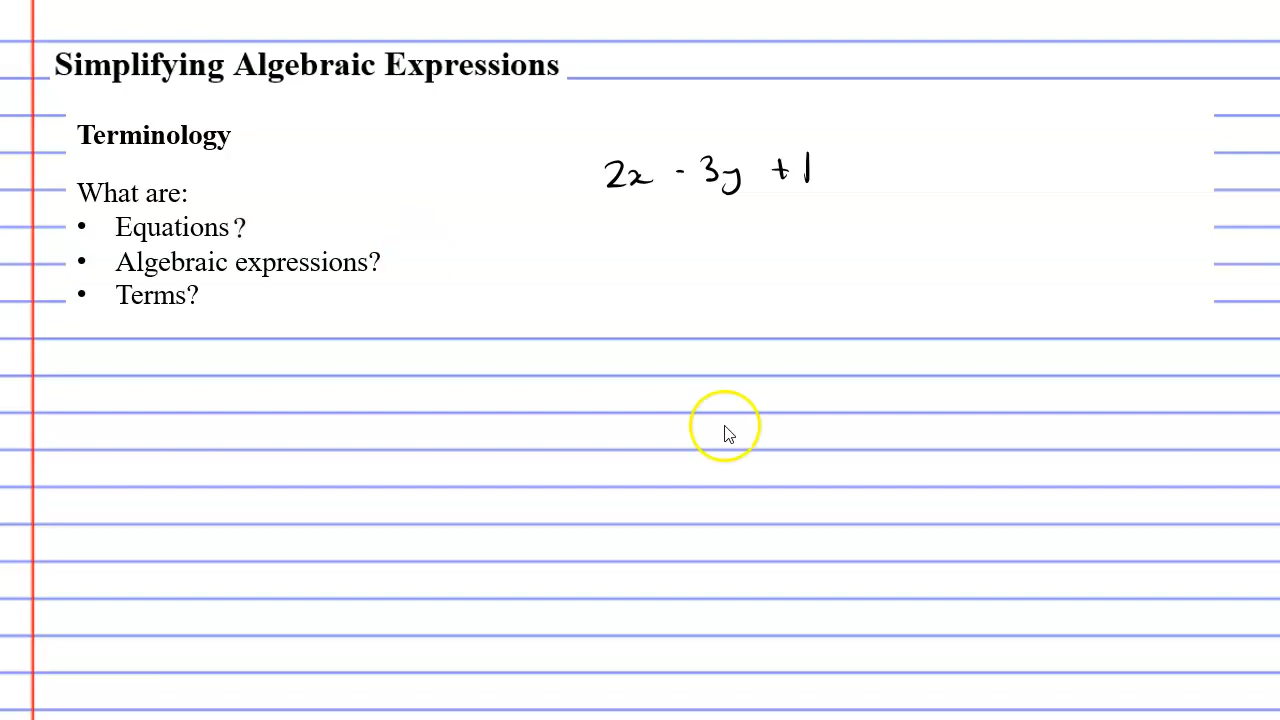 Simplifying Algebraic Expressions
Terminology
2x - 3y + 1
What are:
• Equations?
• Algebraic expressions?
• Terms?